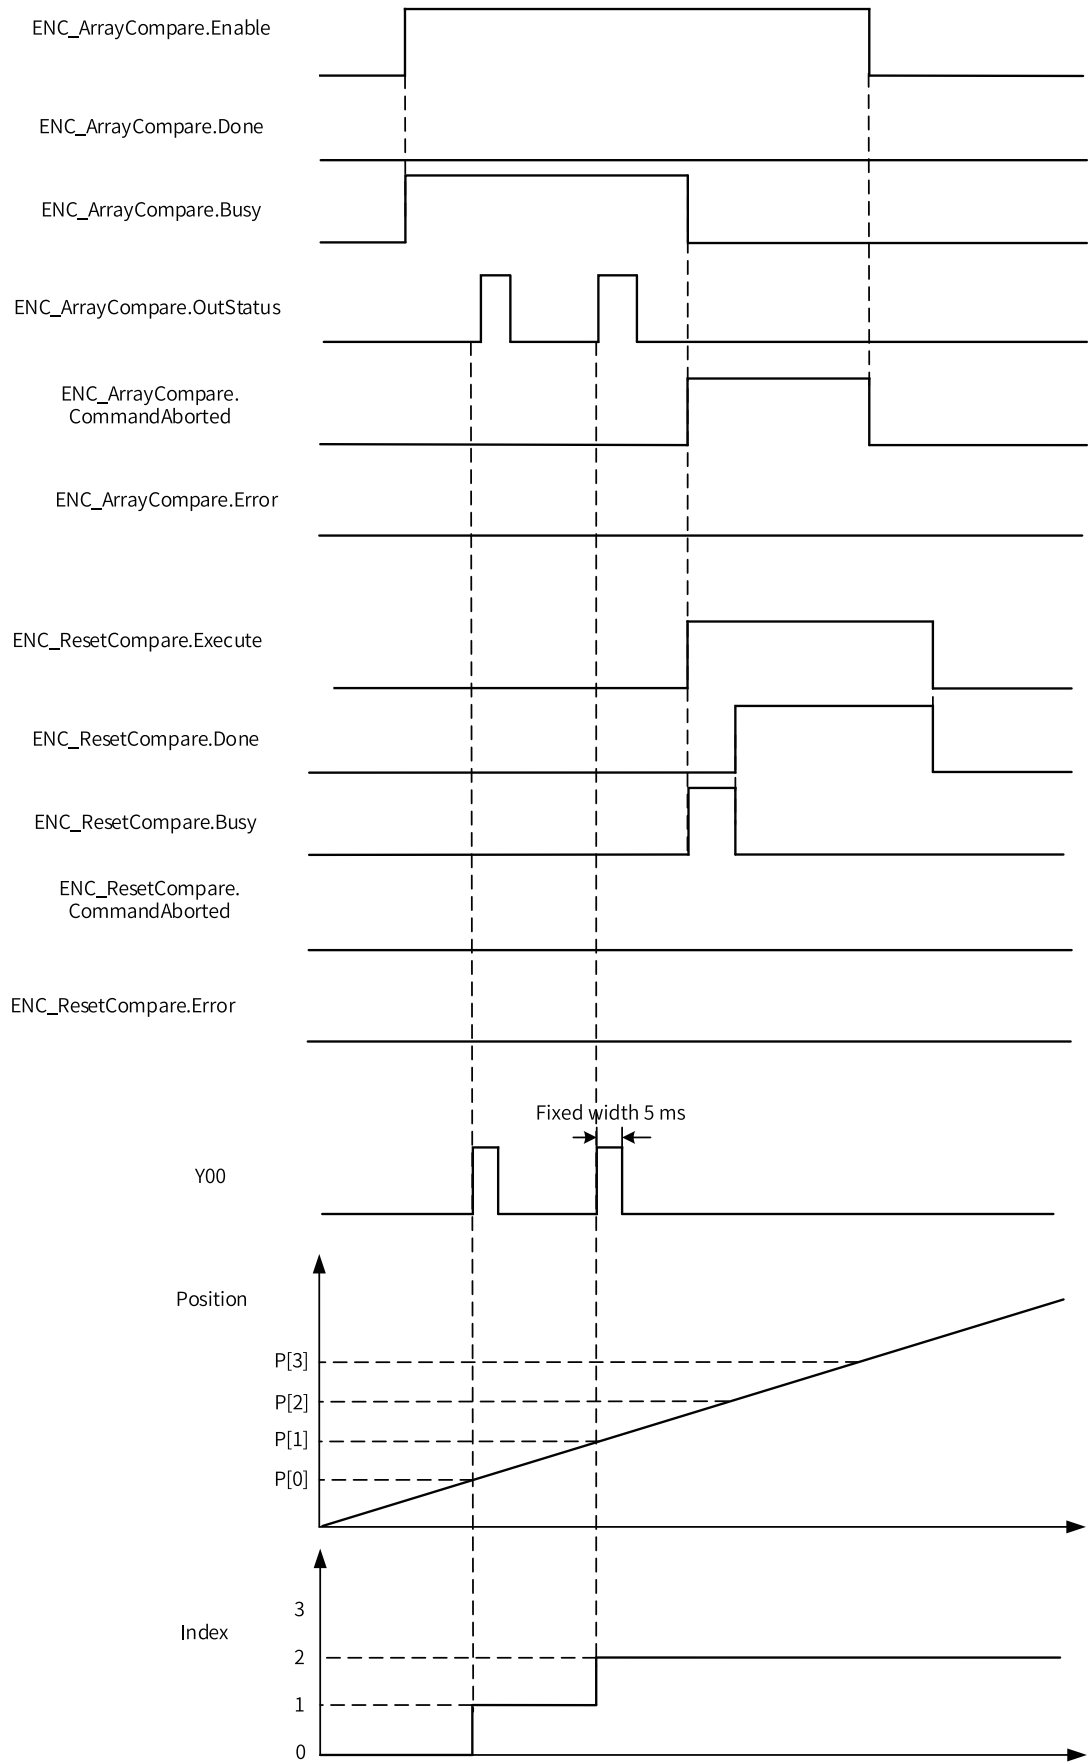 ENC_ArrayCompare.Enable
ENC_ArrayCompare.Done
ENC_ArrayCompare.Busy
ENC_ArrayCompare.OutStatus
ENC_ArrayCompare.
CommandAborted
ENC_ArrayCompare.Error
ENC_ResetCompare.Execute
ENC_ResetCompare.Done
ENC_ResetCompare.Busy
ENC_ResetCompare.
CommandAborted
ENC_ResetCompare.Error
Fixed width 5 ms
Y00
Position
P[3]
P[2]
P[1]
P[0]
3
Index
2
1
0